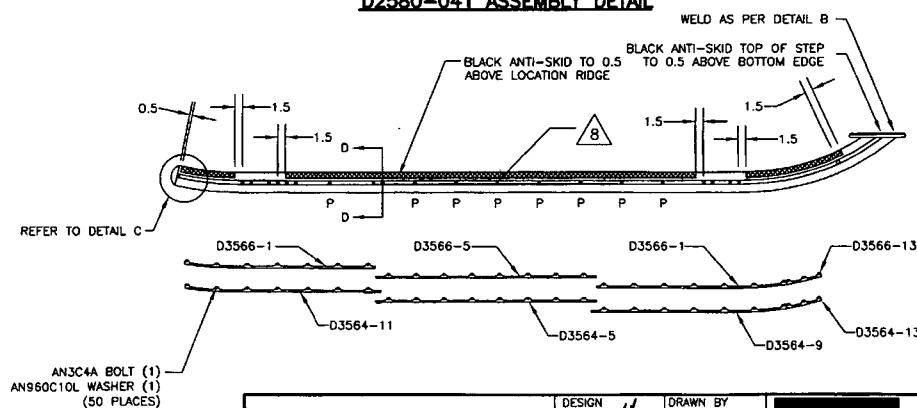 D2580-041 ASSEMBLY DETAIL
WELD AS PER DETAIL B
BLACK ANTI-SKID TO 0.5
ABOVE LOCATION RIDGE
BLACK ANTI-SKID TOP OF STEP
TO 0.5 ABOVE BOTTOM EDGE
0.5
1.5
1.5
8
1.5
1.5
1.5
D
D
P P P P P P P P
REFER TO DETAIL C
D3566-1
D3566-5
D3566-1
D3566-13
D3564-11
D3564-5
D3564-9
D3564-13
AN3C4A BOLT (1)
AN960C10L WASHER (1)
(50 PLACES)
DESIGN
DRAWN BY